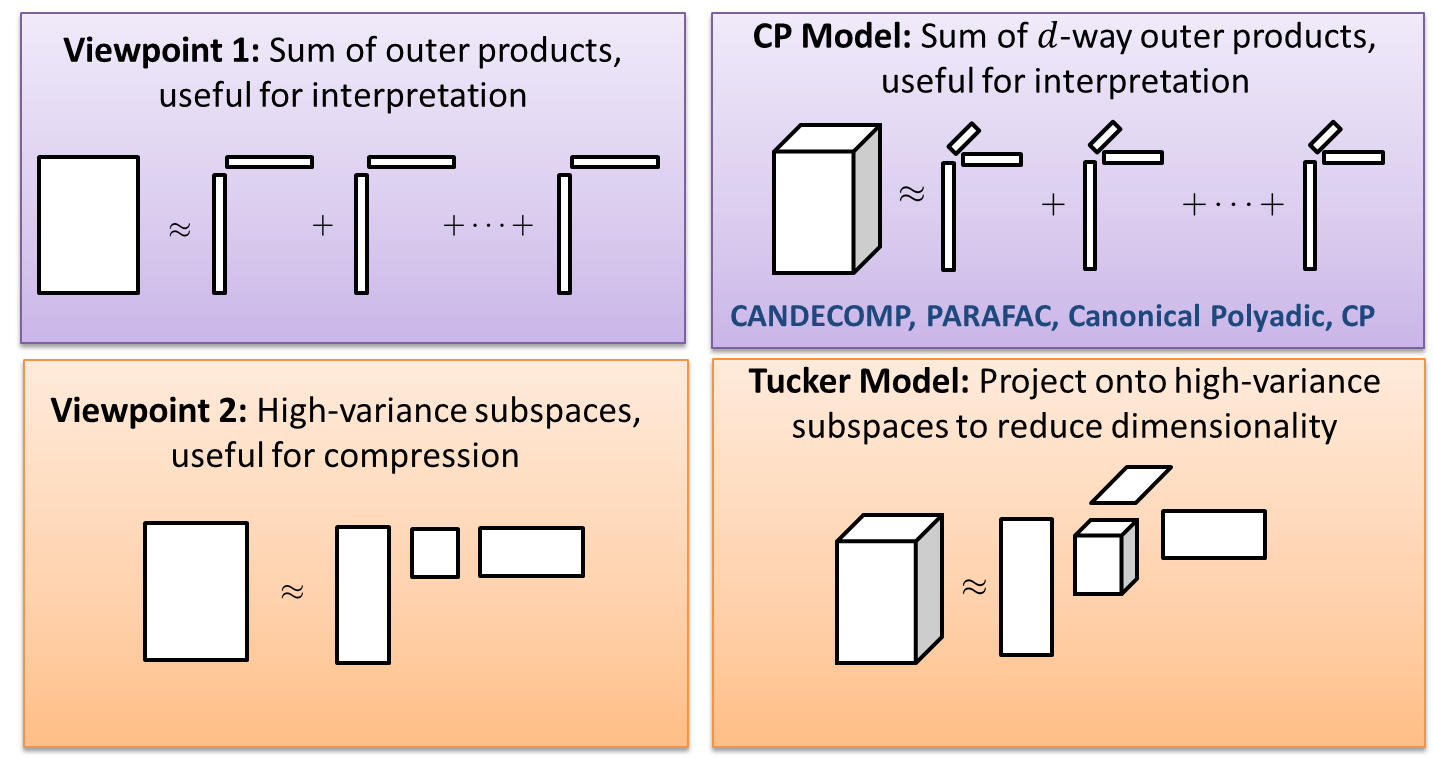 Viewpoint 1: Sum of outer products,
useful for interpretation
≈ + +···+
CP Model: Sum of d-way outer products,
useful for interpretation
≈ + +···+
CANDECOMP, PARAFAC, Canonical Polyadic, CP
Viewpoint 2: High-variance subspaces,
useful for compression
≈
Tucker Model: Project onto high-variance
subspaces to reduce dimensionality
≈